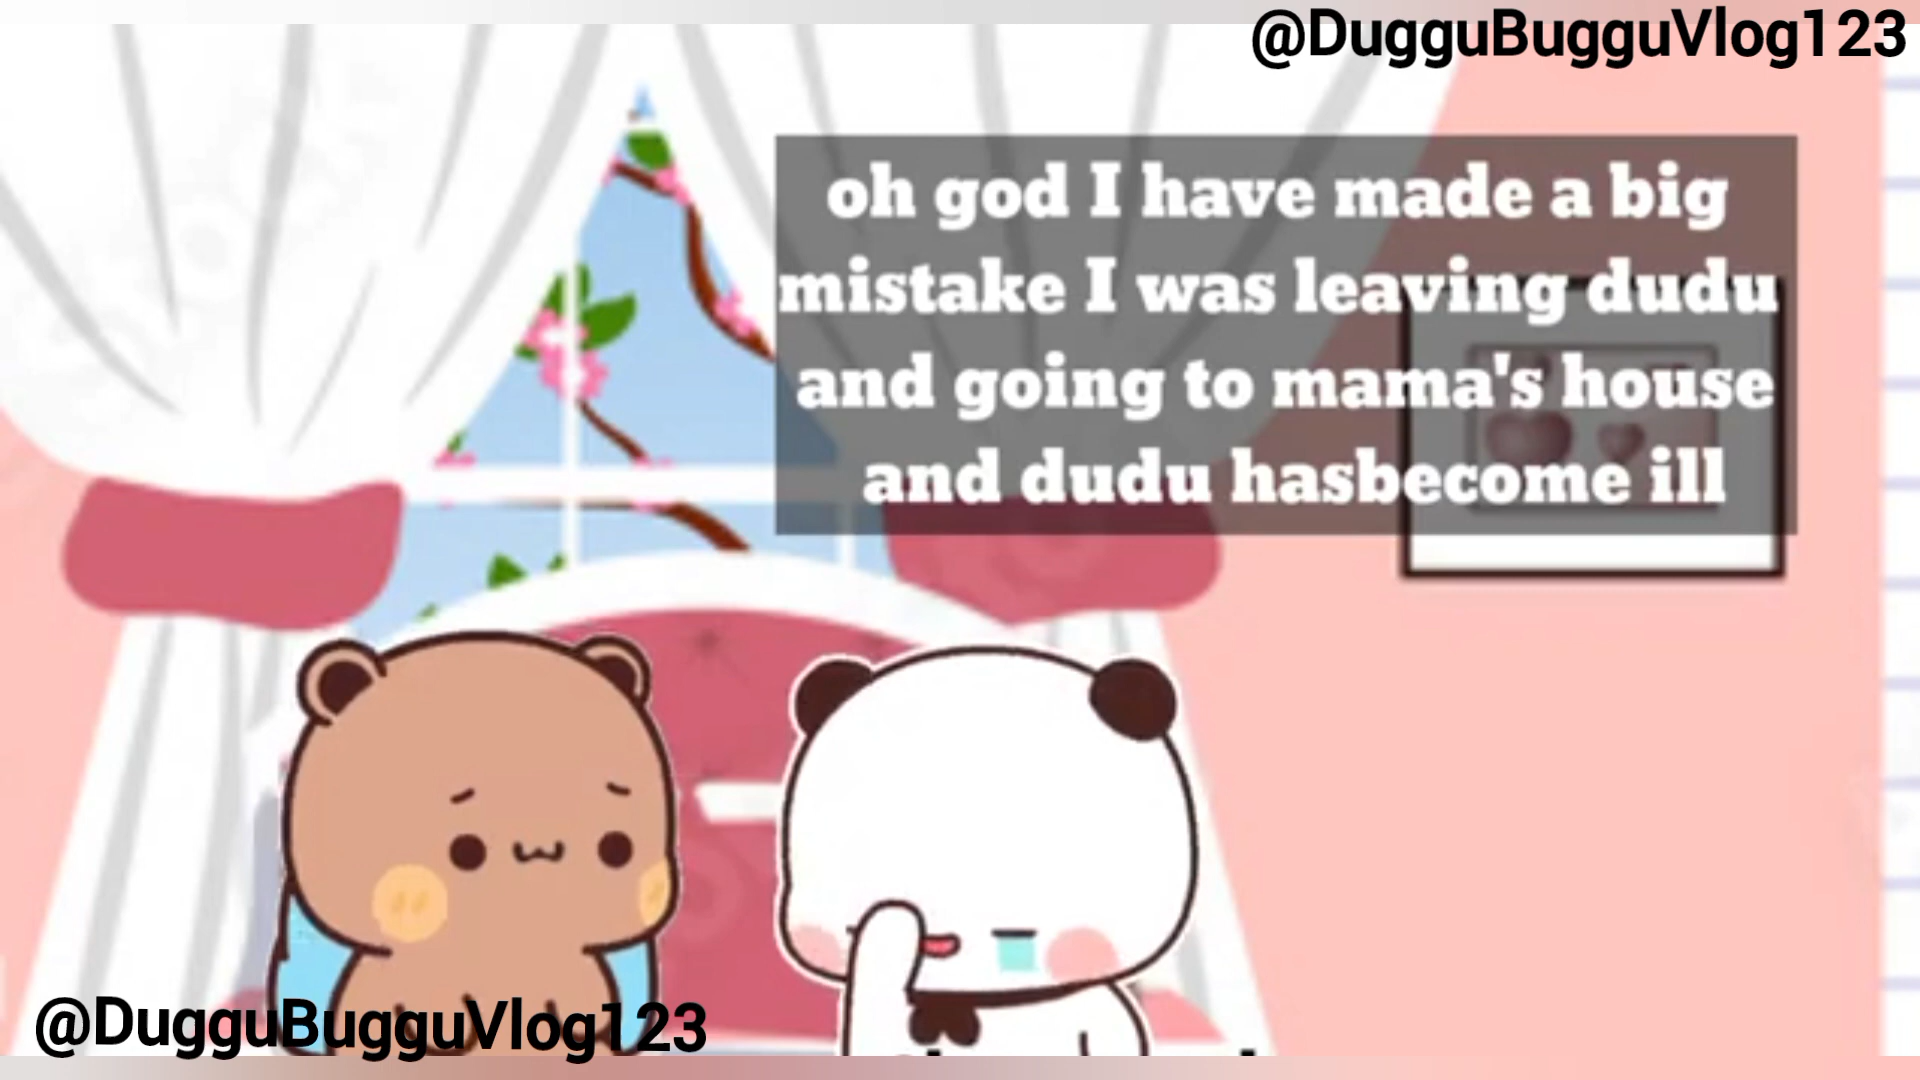 @DugguBugguVlog123
oh god I have made a big
mistake I was leaving dudu
and going to mama's house
and dudu hasbecome ill
@DugguBugguVlog123